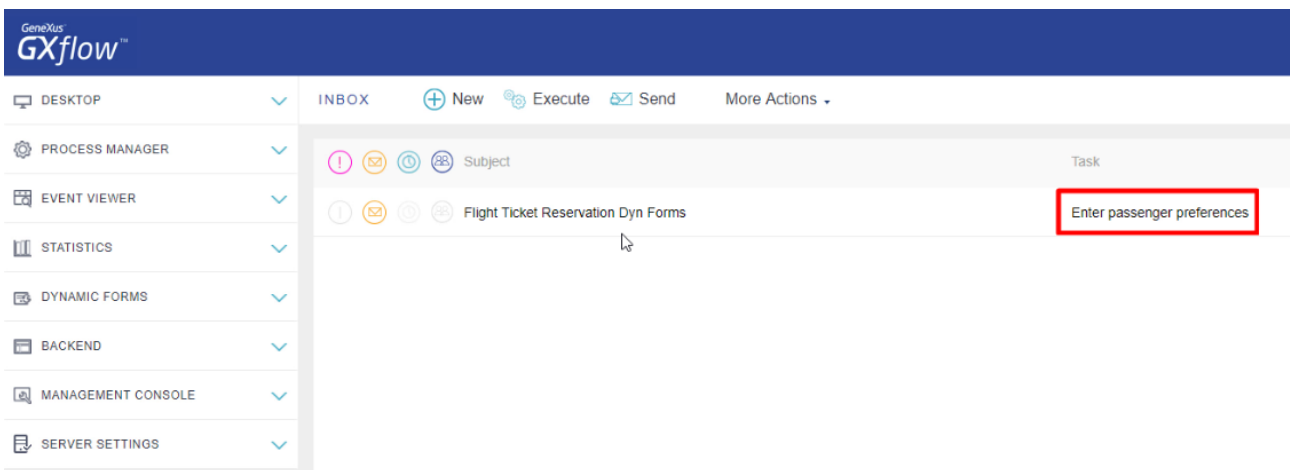 GeneXus™
GXflow™
DESKTOP
PROCESS MANAGER
EVENT VIEWER
STATISTICS
DYNAMIC FORMS
BACKEND
MANAGEMENT CONSOLE
SERVER SETTINGS
INBOX New Execute Send More Actions
Subject Task
Flight Ticket Reservation Dyn Forms Enter passenger preferences